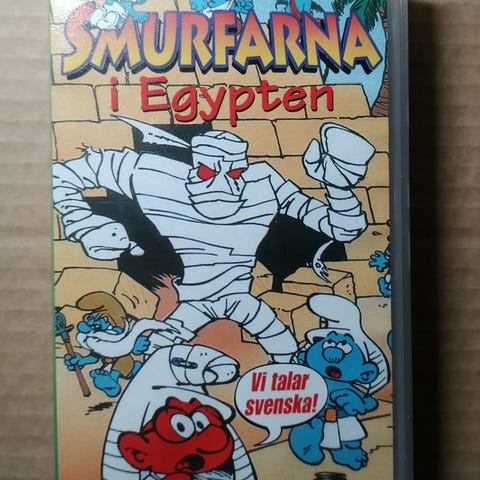 SMURFARNA
i Egypten
Vi talar
svenska!